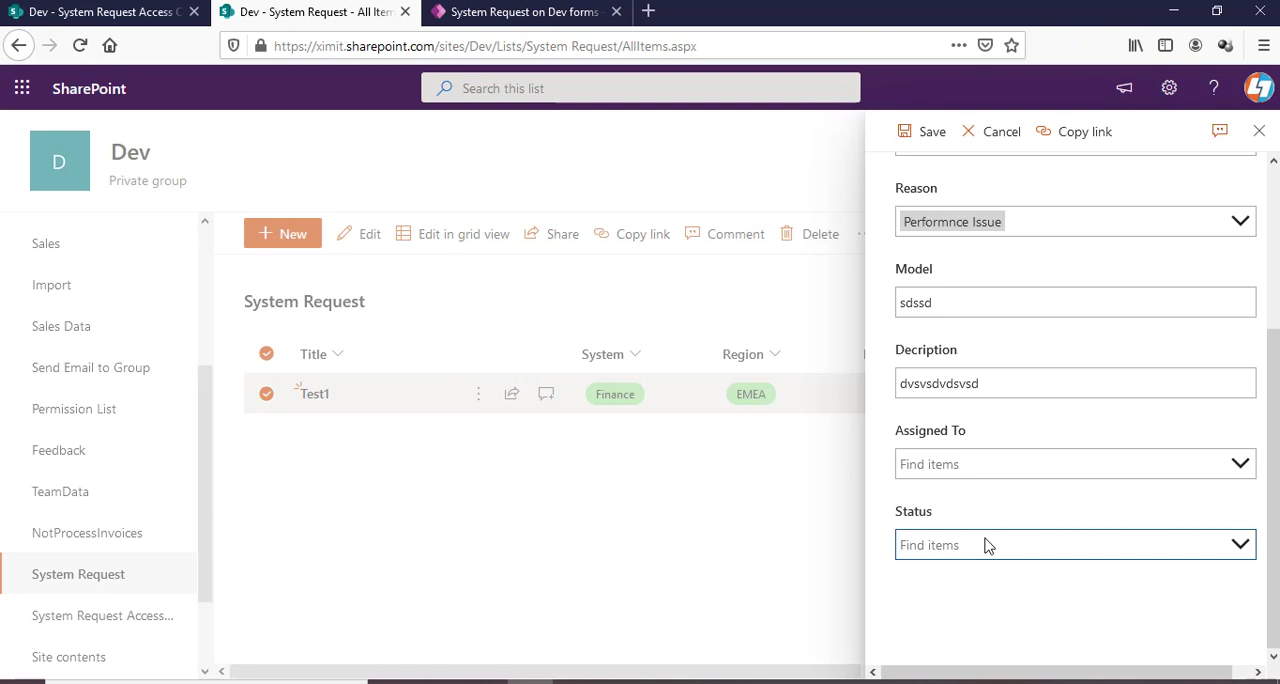 Dev - System Request Access C
Dev - System Request - All Item
System Request on Dev forms -
https://ximit.sharepoint.com/sites/Dev/Lists/System Request/AllItems.aspx
SharePoint
Search this list
D
Dev
Private group
Save
Cancel
Copy link
Sales
Import
Sales Data
Send Email to Group
Permission List
Feedback
TeamData
NotProcessInvoices
System Request
System Request Access...
Site contents
New
Edit
Edit in grid view
Share
Copy link
Comment
Delete
System Request
Title
System
Region
Test1
Finance
EMEA
Reason
Performnce Issue
Model
sdssd
Decription
dvsvsdvdsvsd
Assigned To
Find items
Status
Find items